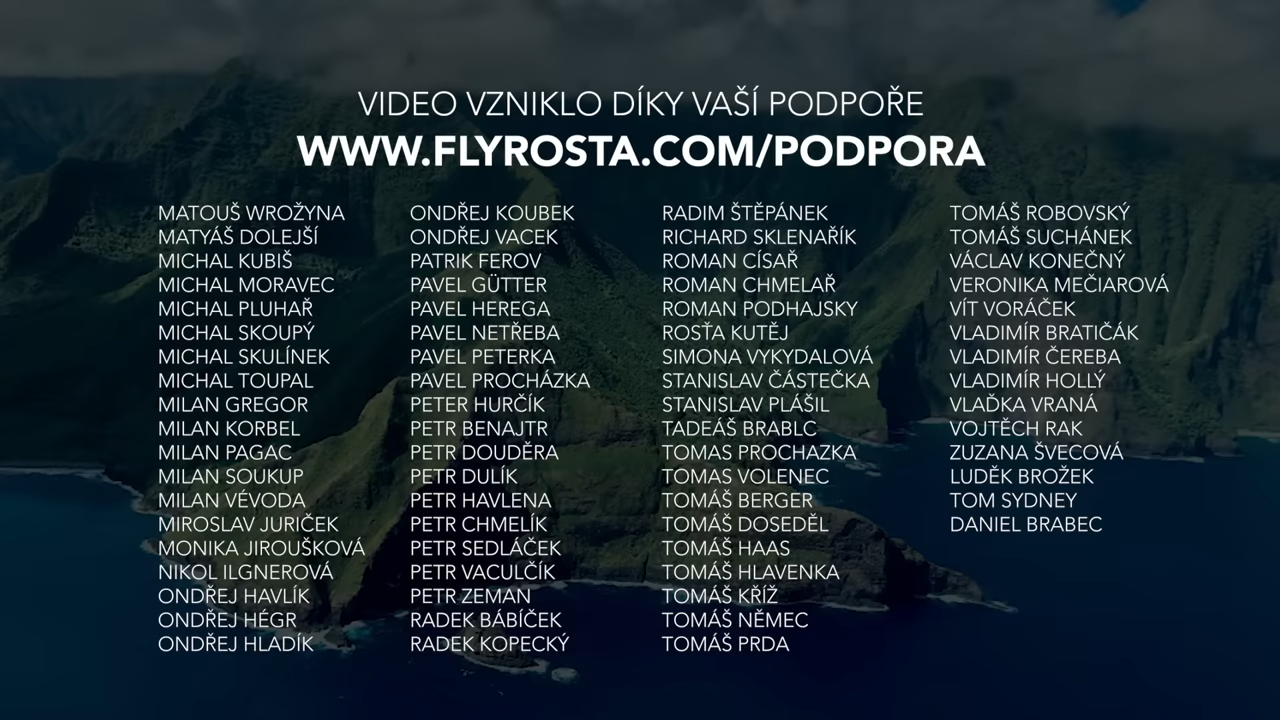 VIDEO VZNIKLO DÍKY VAŠÍ PODPOŘE
WWW.FLYROSTA.COM/PODPORA
MATOUŠ WROŽYNA
MATYÁŠ DOLEJŠÍ
MICHAL KUBIŠ
MICHAL MORAVEC
MICHAL PLUHAŘ
MICHAL SKOUPÝ
MICHAL SKULÍNEK
MICHAL TOUPAL
MILAN GREGOR
MILAN KORBEL
MILAN PAGAC
MILAN SOUKUP
MILAN VÉVODA
MIROSLAV JURIČEK
MONIKA JIROUŠKOVÁ
NIKOL ILGNEROVÁ
ONDŘEJ HAVLÍK
ONDŘEJ HÉGR
ONDŘEJ HLADÍK
ONDŘEJ KOUBEK
ONDŘEJ VACEK
PATRIK FEROV
PAVEL GÜTTER
PAVEL HEREGA
PAVEL NETŘEBA
PAVEL PETERKA
PAVEL PROCHÁZKA
PETER HURČÍK
PETR BENAJTR
PETR DOUDĚRA
PETR DULÍK
PETR HAVLENA
PETR CHMELÍK
PETR SEDLÁČEK
PETR VACULČÍK
PETR ZEMAN
RADEK BÁBÍČEK
RADEK KOPECKÝ
RADIM ŠTĚPÁNEK
RICHARD SKLENAŘÍK
ROMAN CÍSAŘ
ROMAN CHMELAŘ
ROMAN PODHAJSKY
ROSŤA KUTĚJ
SIMONA VYKYDALOVÁ
STANISLAV ČÁSTEČKA
STANISLAV PLÁŠIL
TADEÁŠ BRABLC
TOMAS PROCHAZKA
TOMAS VOLENEC
TOMÁŠ BERGER
TOMÁŠ DOSEDĚL
TOMÁŠ HAAS
TOMÁŠ HLAVENKA
TOMÁŠ KŘÍŽ
TOMÁŠ NĚMEC
TOMÁŠ PRDA
TOMÁŠ ROBOVSKÝ
TOMÁŠ SUCHÁNEK
VÁCLAV KONEČNÝ
VERONIKA MEČIAROVÁ
VÍT VORÁČEK
VLADIMÍR BRATIČÁK
VLADIMÍR ČEREBA
VLADIMÍR HOLLÝ
VLAĎKA VRANÁ
VOJTĚCH RAK
ZUZANA ŠVECOVÁ
LUDĚK BROŽEK
TOM SYDNEY
DANIEL BRABEC